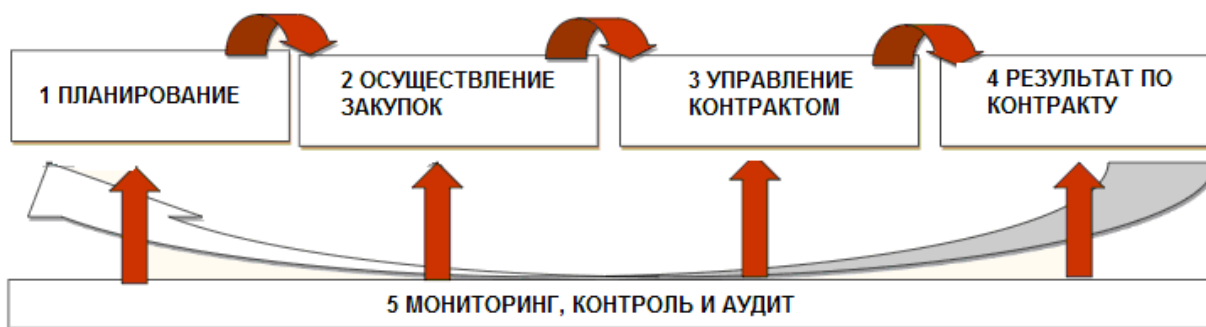 1 ПЛАНИРОВАНИЕ
2 ОСУЩЕСТВЛЕНИЕ
ЗАКУПОК
3 УПРАВЛЕНИЕ
КОНТРАКТОМ
4 РЕЗУЛЬТАТ ПО
КОНТРАКТУ
5 МОНИТОРИНГ, КОНТРОЛЬ И АУДИТ